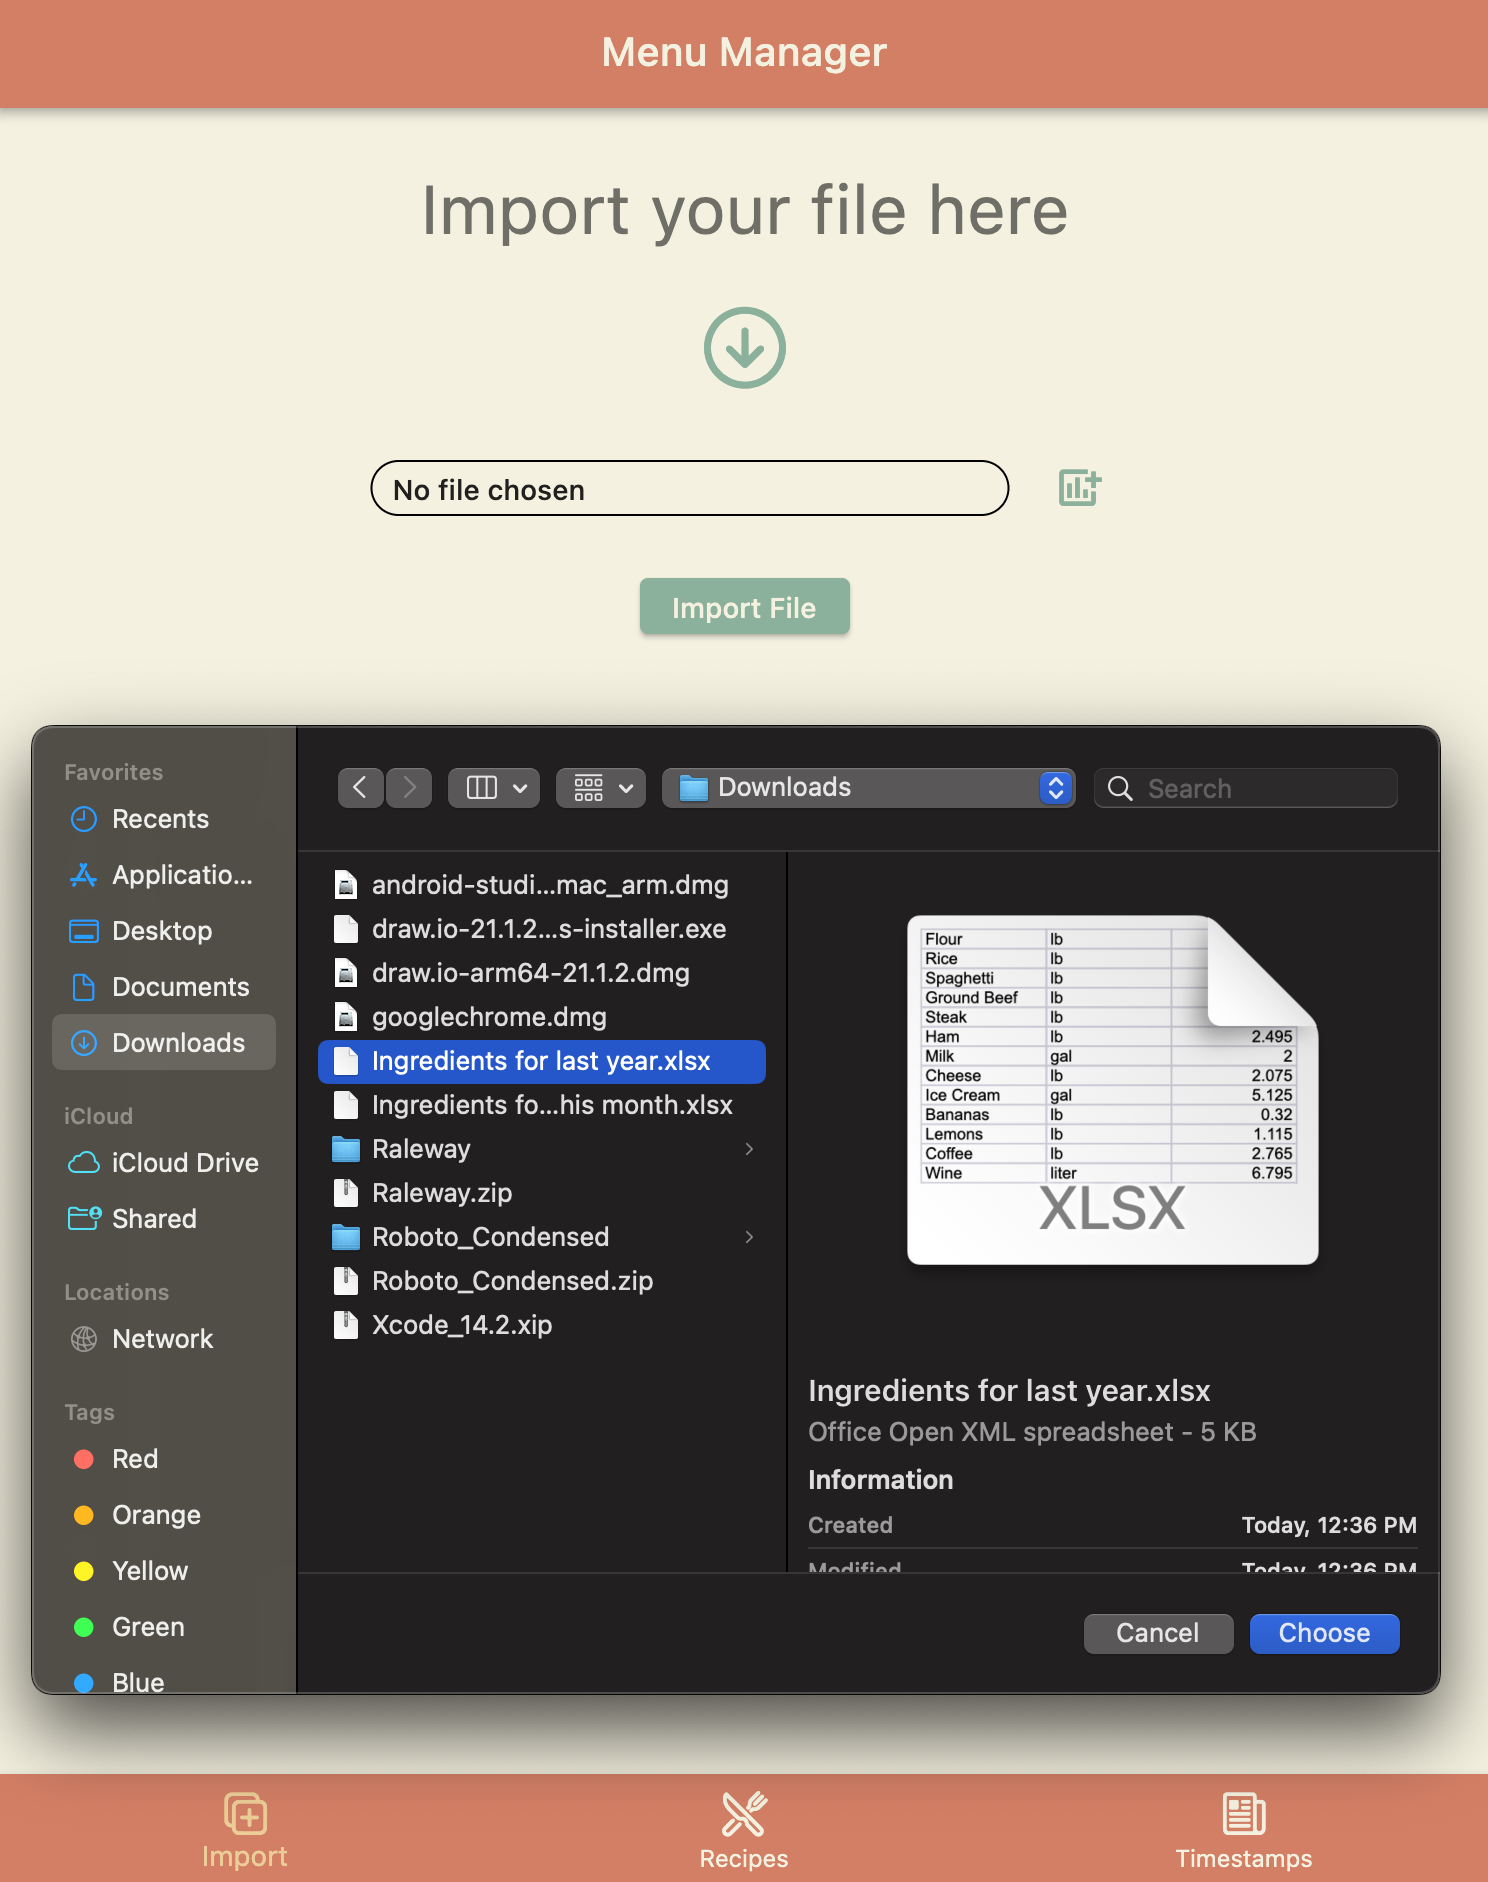 Menu Manager
Import your file here
No file chosen
Import File
Favorites
Recents
Applicatio...
Desktop
Documents
Downloads
iCloud
iCloud Drive
Shared
Locations
Network
Tags
Red
Orange
Yellow
Green
Blue
Downloads
Search
android-studi...mac_arm.dmg
draw.io-21.1.2...s-installer.exe
draw.io-arm64-21.1.2.dmg
googlechrome.dmg
Ingredients for last year.xlsx
Ingredients fo...his month.xlsx
Raleway
Raleway.zip
Roboto_Condensed
Roboto_Condensed.zip
Xcode_14.2.xip
Flour lb
Rice lb
Spaghetti lb
Ground Beef lb
Steak lb
Ham lb 2.495
Milk gal 2
Cheese lb 2.075
Ice Cream gal 5.125
Bananas lb 0.32
Lemons lb 1.115
Coffee lb 2.765
Wine liter 6.795
XLSX
Ingredients for last year.xlsx
Office Open XML spreadsheet - 5 KB
Information
Created Today, 12:36 PM
Modified Today, 12:36 PM
Cancel Choose
Import Recipes Timestamps